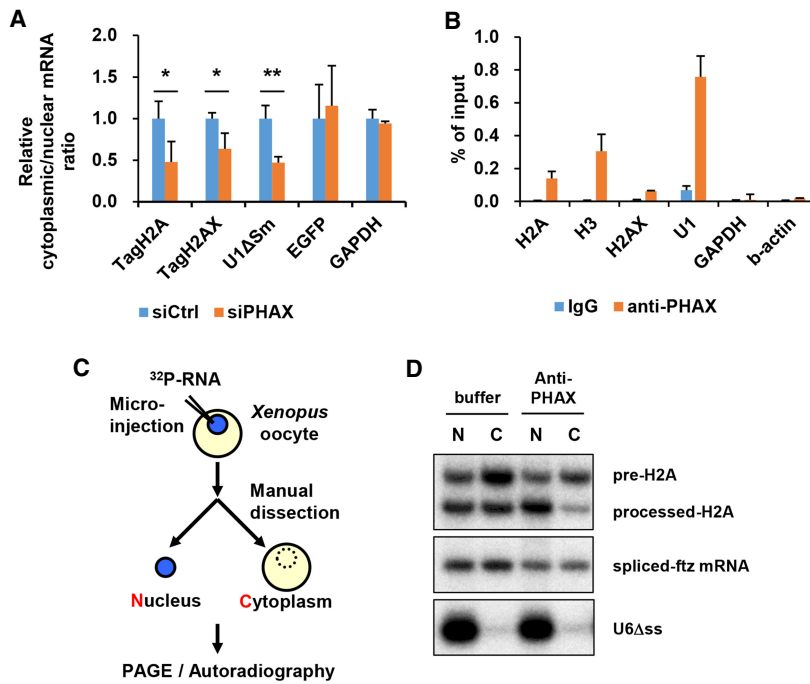 A
Relative
cytoplasmic/nuclear mRNA
ratio
2.0
1.5
1.0
0.5
0.0
* * **
TagH2A TagH2AX U1ΔSm EGFP GAPDH
siCtrl siPHAX
B
% of input
1.0
0.8
0.6
0.4
0.2
0.0
H2A H3 H2AX U1 GAPDH b-actin
IgG anti-PHAX
C
³²P-RNA
Micro-
injection
Xenopus
oocyte
Manual
dissection
Nucleus Cytoplasm
PAGE / Autoradiography
D
buffer Anti-
PHAX
N C N C
pre-H2A
processed-H2A
spliced-ftz mRNA
U6Δss